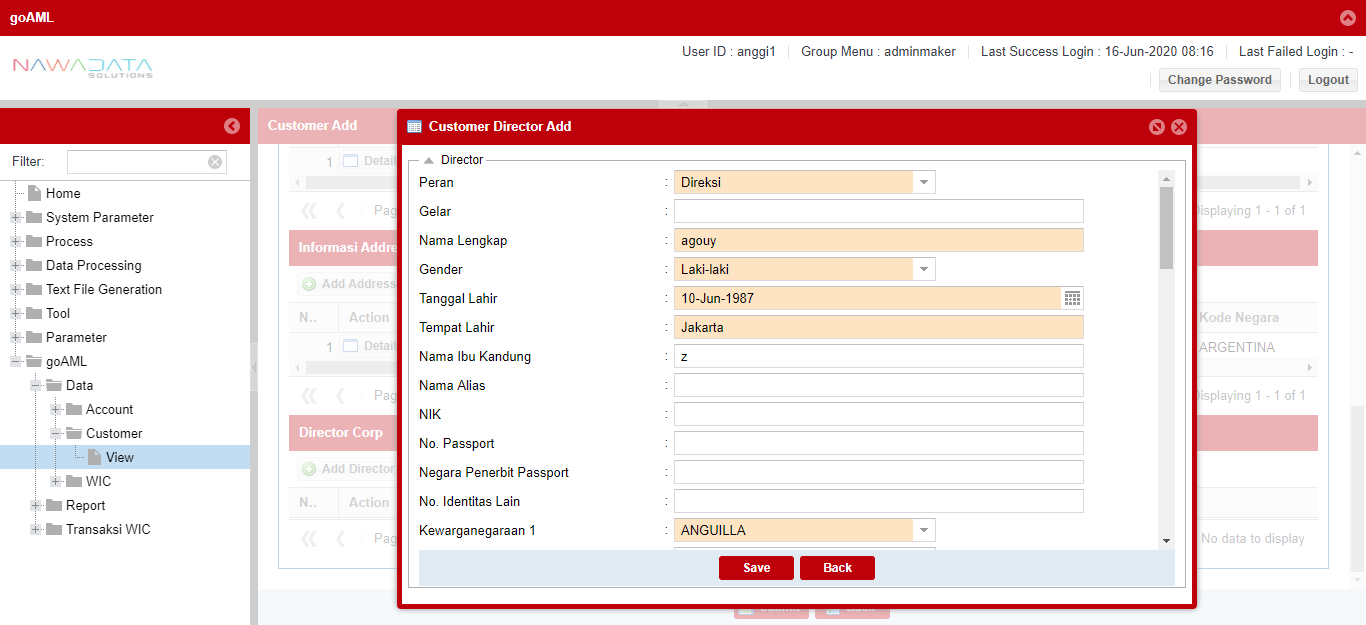 goAML
NAWADATA
SOLUTIONS
User ID : anggi1
Group Menu : adminmaker
Last Success Login : 16-Jun-2020 08:16
Last Failed Login : -
Change Password
Logout
Filter:
Home
System Parameter
Process
Data Processing
Text File Generation
Tool
Parameter
goAML
Data
Account
Customer
View
WIC
Report
Transaksi WIC
Customer Add
1 Detail
Pag
Displaying 1 - 1 of 1
Informasi Addre
Add Address
N.. Action
Kode Negara
1 Detail
ARGENTINA
Pag
Displaying 1 - 1 of 1
Director Corp
Add Director
N.. Action
Pag
No data to display
Customer Director Add
Director
Peran : Direksi
Gelar :
Nama Lengkap : agouy
Gender : Laki-laki
Tanggal Lahir : 10-Jun-1987
Tempat Lahir : Jakarta
Nama Ibu Kandung : z
Nama Alias :
NIK :
No. Passport :
Negara Penerbit Passport :
No. Identitas Lain :
Kewarganegaraan 1 : ANGUILLA
Save
Back